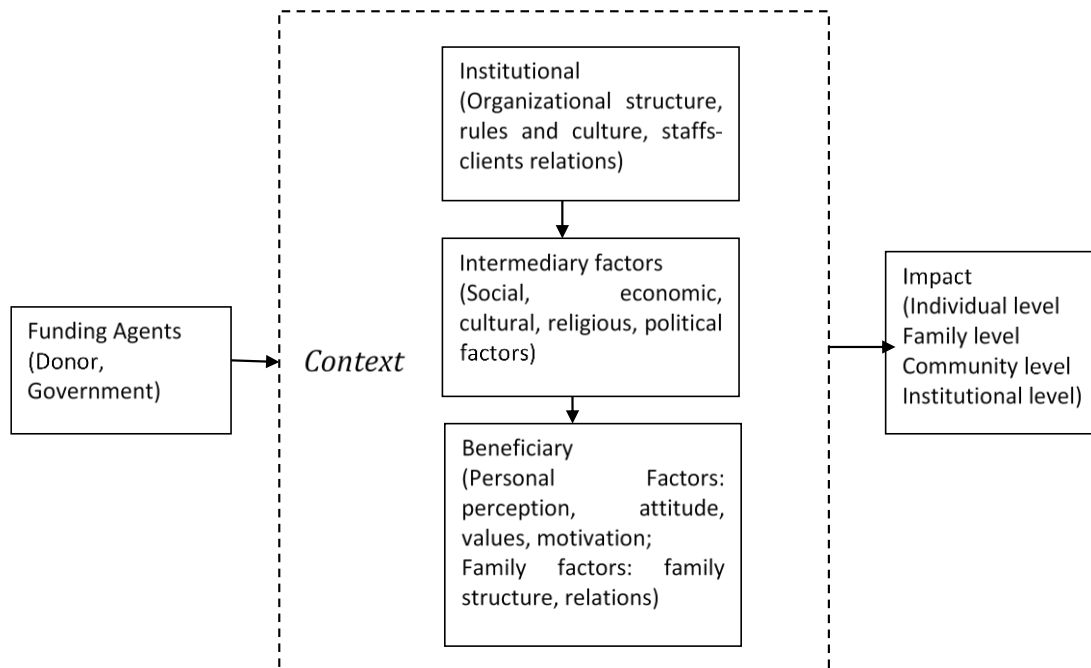 Institutional
(Organizational structure,
rules and culture, staffs-
clients relations)
Intermediary factors
(Social, economic,
cultural, religious, political
factors)
Funding Agents
(Donor,
Government)
Context
Impact
(Individual level
Family level
Community level
Institutional level)
Beneficiary
(Personal Factors:
perception, attitude,
values, motivation;
Family factors: family
structure, relations)